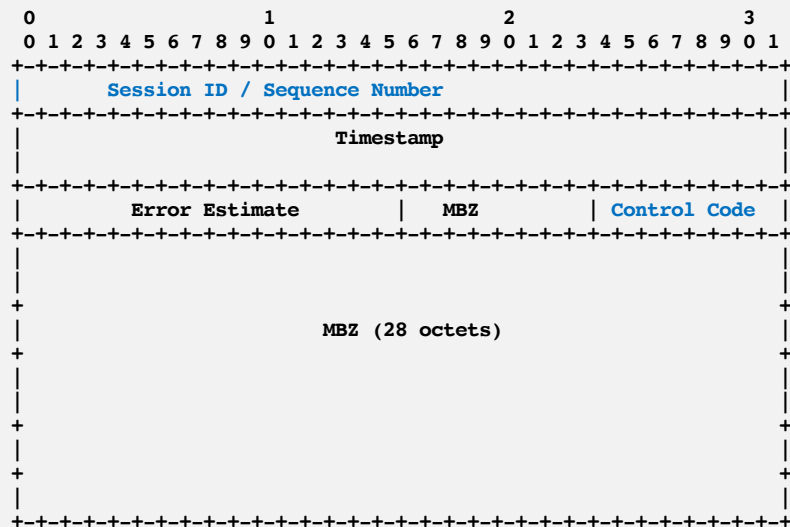 0                   1                   2                   3
0 1 2 3 4 5 6 7 8 9 0 1 2 3 4 5 6 7 8 9 0 1 2 3 4 5 6 7 8 9 0 1
+-+-+-+-+-+-+-+-+-+-+-+-+-+-+-+-+-+-+-+-+-+-+-+-+-+-+-+-+-+-+-+-+
|       Session ID / Sequence Number                            |
+-+-+-+-+-+-+-+-+-+-+-+-+-+-+-+-+-+-+-+-+-+-+-+-+-+-+-+-+-+-+-+-+
|                          Timestamp                            |
|                                                               |
+-+-+-+-+-+-+-+-+-+-+-+-+-+-+-+-+-+-+-+-+-+-+-+-+-+-+-+-+-+-+-+-+
|         Error Estimate        |   MBZ         | Control Code  |
+-+-+-+-+-+-+-+-+-+-+-+-+-+-+-+-+-+-+-+-+-+-+-+-+-+-+-+-+-+-+-+-+
|                                                               |
|                                                               |
+                                                               +
|                         MBZ (28 octets)                       |
+                                                               +
|                                                               |
|                                                               |
+                                                               +
|                                                               |
+                                                               +
|                                                               |
+-+-+-+-+-+-+-+-+-+-+-+-+-+-+-+-+-+-+-+-+-+-+-+-+-+-+-+-+-+-+-+-+